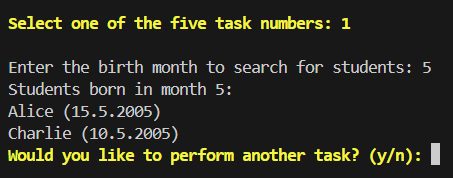 Select one of the five task numbers: 1
Enter the birth month to search for students: 5
Students born in month 5:
Alice (15.5.2005)
Charlie (10.5.2005)
Would you like to perform another task? (y/n):